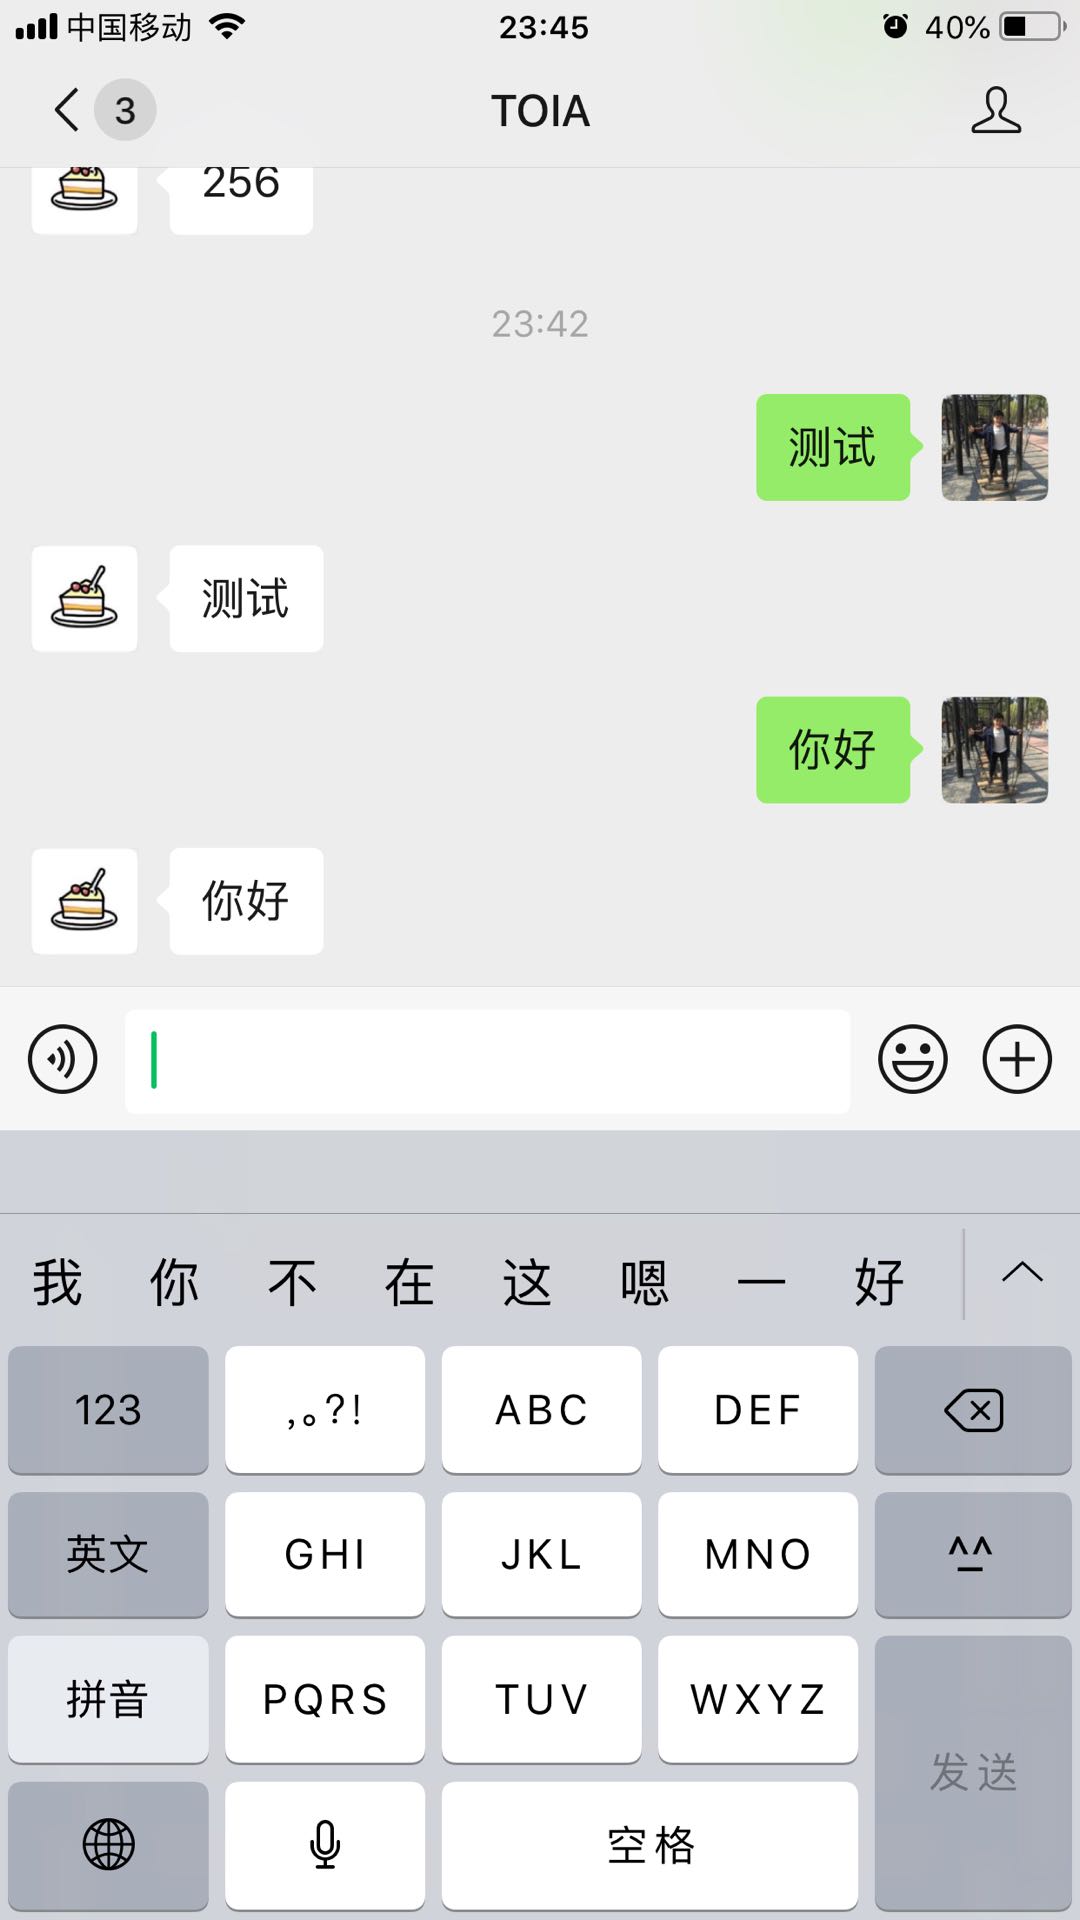 中国移动 23:45 40%
3 TOIA
256
23:42
测试
测试
你好
你好
我 你 不 在 这 嗯 一 好
123 ,。?! ABC DEF
英文 GHI JKL MNO ^^
拼音 PQRS TUV WXYZ
发送
空格